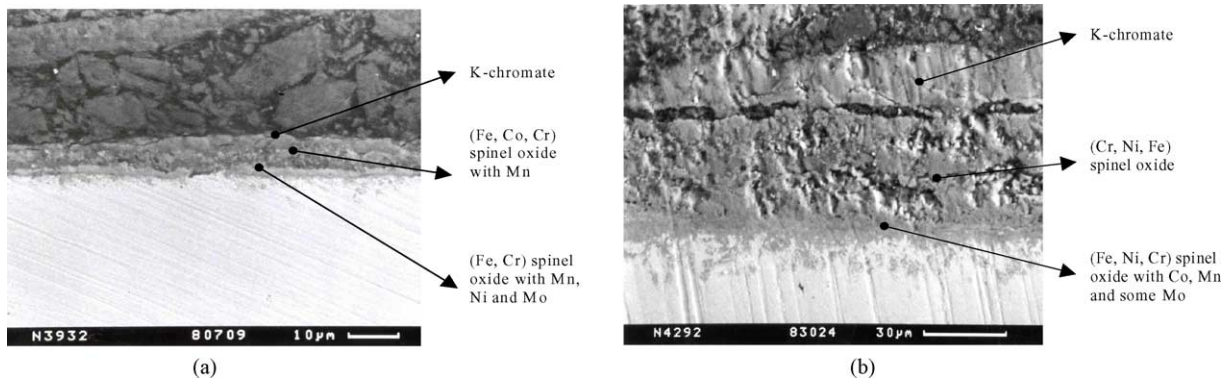 K-chromate
(Fe, Co, Cr)
spinel oxide
with Mn
(Fe, Cr) spinel
oxide with Mn,
Ni and Mo
N3932 80709 10µm
(a)
K-chromate
(Cr, Ni, Fe)
spinel oxide
(Fe, Ni, Cr) spinel
oxide with Co, Mn
and some Mo
N4292 83024 30µm
(b)